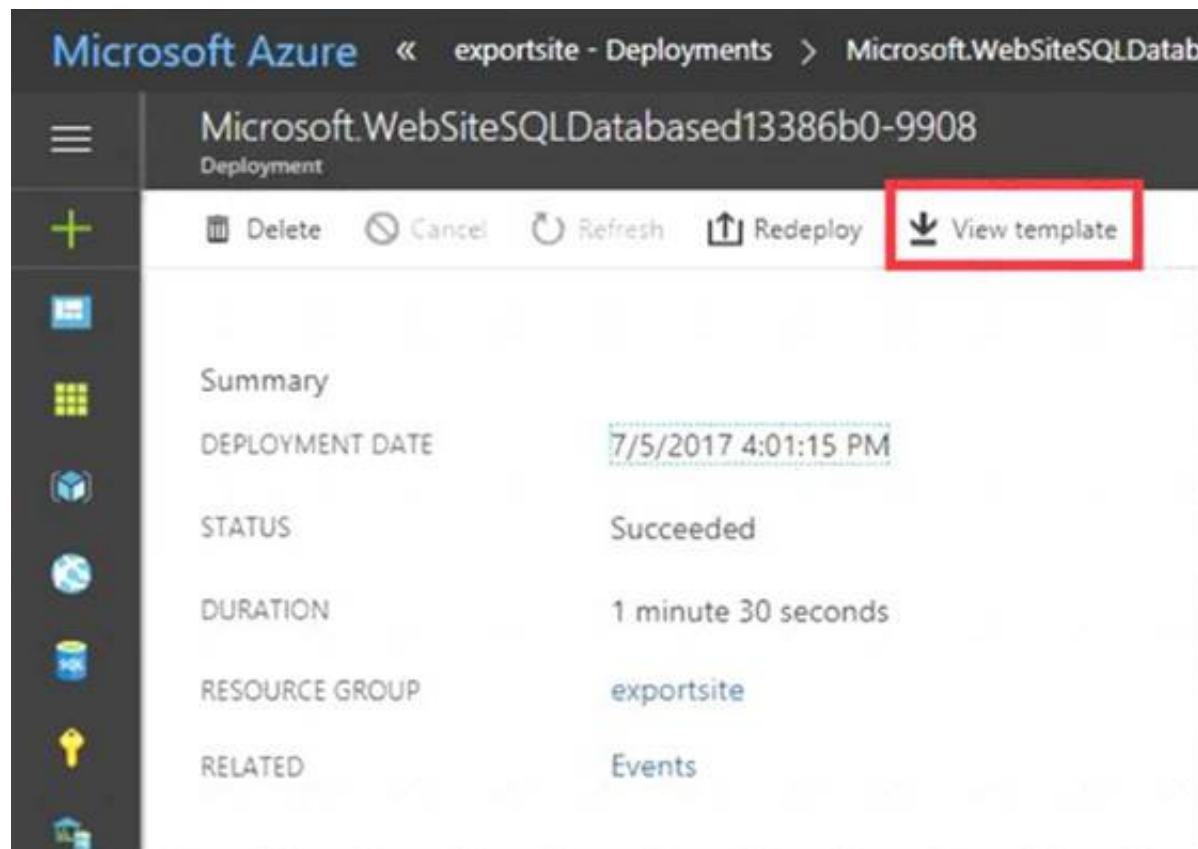 Microsoft Azure « exportsite - Deployments > Microsoft.WebSiteSQLDatab
Microsoft.WebSiteSQLDatabased13386b0-9908
Deployment
Delete Cancel Refresh Redeploy View template
Summary
DEPLOYMENT DATE 7/5/2017 4:01:15 PM
STATUS Succeeded
DURATION 1 minute 30 seconds
RESOURCE GROUP exportsite
RELATED Events
SQL